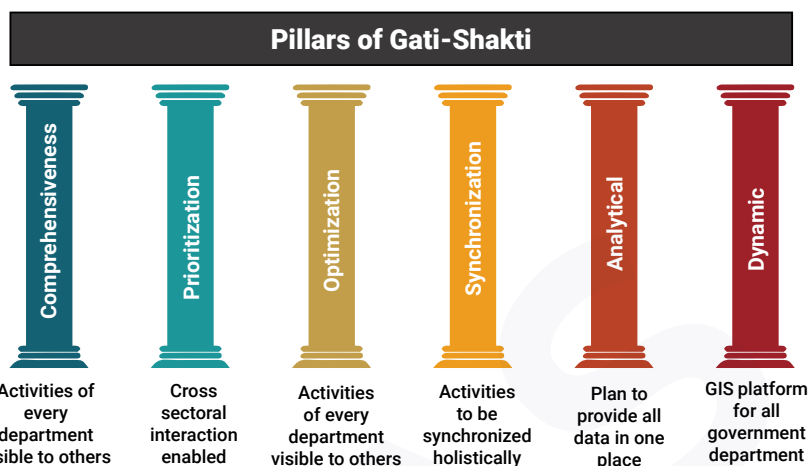 Pillars of Gati-Shakti
Comprehensiveness
Prioritization
Optimization
Synchronization
Analytical
Dynamic
Activities of
every
department
visible to others
Cross
sectoral
interaction
enabled
Activities
of every
department
visible to others
Activities
to be
synchronized
holistically
Plan to
provide all
data in one
place
GIS platform
for all
government
department